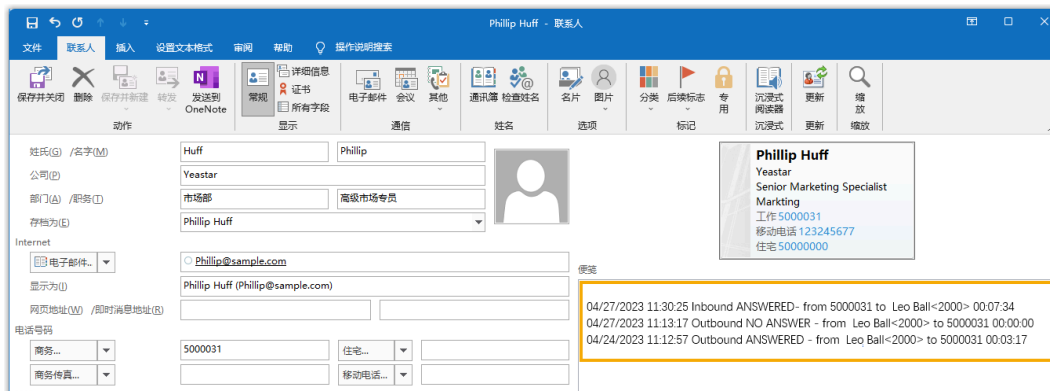 Phillip Huff - 联系人
文件 联系人 插入 设置文本格式 审阅 帮助 操作说明搜索
保存并关闭 删除 保存并新建 转发 发送到 OneNote
动作
常规 详细信息 证书 所有字段
显示
电子邮件 会议 其他
通信
通讯簿 检查姓名
姓名
名片 图片
选项
分类 后续标志 专用
标记
沉浸式阅读器
沉浸式
更新
更新
缩放
缩放
姓氏(G) /名字(M) Huff Phillip
公司(P) Yeastar
部门(A) /职务(T) 市场部 高级市场专员
存档为(E) Phillip Huff
Internet
电子邮件... Phillip@sample.com
显示为(I) Phillip Huff (Phillip@sample.com)
网页地址(W) /即时消息地址(R)
电话号码
商务... 5000031 住宅...
商务传真... 移动电话...
Phillip Huff
Yeastar
Senior Marketing Specialist
Markting
工作 5000031
移动电话 123245677
住宅 50000000
便笺
04/27/2023 11:30:25 Inbound ANSWERED- from 5000031 to Leo Ball<2000> 00:07:34
04/27/2023 11:13:17 Outbound NO ANSWER - from Leo Ball<2000> to 5000031 00:00:00
04/24/2023 11:12:57 Outbound ANSWERED - from Leo Ball<2000> to 5000031 00:03:17